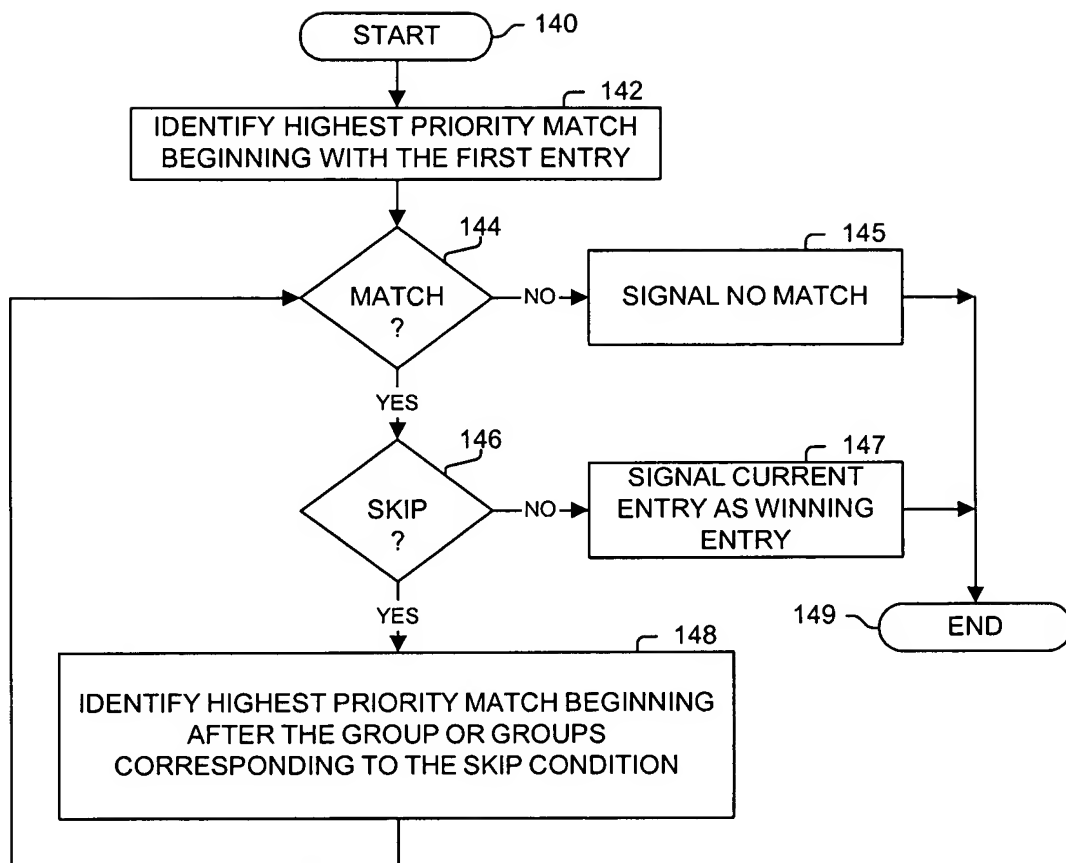 START
140
142
IDENTIFY HIGHEST PRIORITY MATCH
BEGINNING WITH THE FIRST ENTRY
144
MATCH
?
NO
145
SIGNAL NO MATCH
YES
146
SKIP
?
NO
147
SIGNAL CURRENT
ENTRY AS WINNING
ENTRY
YES
149
END
148
IDENTIFY HIGHEST PRIORITY MATCH BEGINNING
AFTER THE GROUP OR GROUPS
CORRESPONDING TO THE SKIP CONDITION